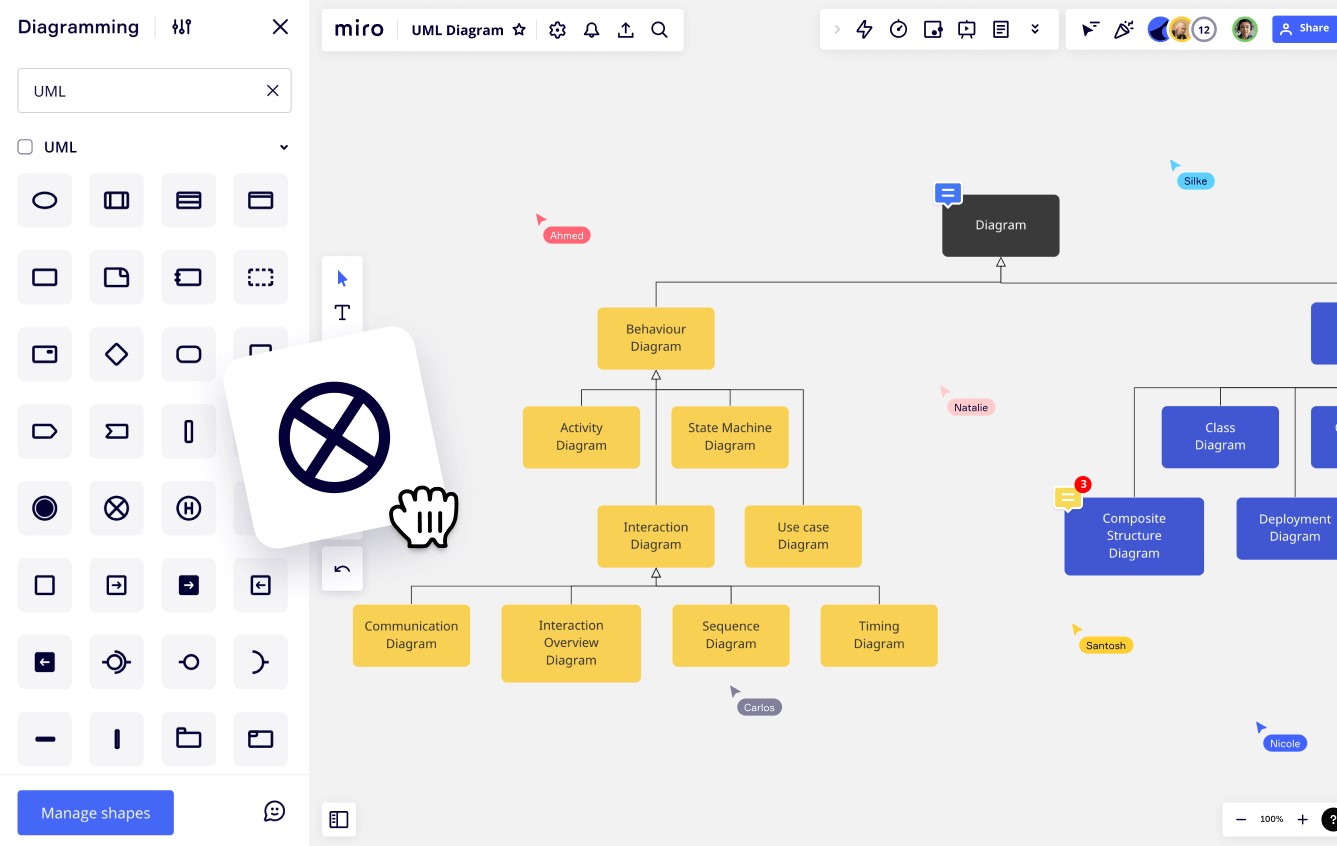 Diagramming
UML
UML
Manage shapes
miro
UML Diagram
12
Share
Silke
Ahmed
Diagram
Behaviour
Diagram
Natalie
Activity
Diagram
State Machine
Diagram
Class
Diagram
3
Interaction
Diagram
Use case
Diagram
Composite
Structure
Diagram
Deployment
Diagram
Communication
Diagram
Interaction
Overview
Diagram
Sequence
Diagram
Timing
Diagram
Santosh
Carlos
Nicole
100%
?